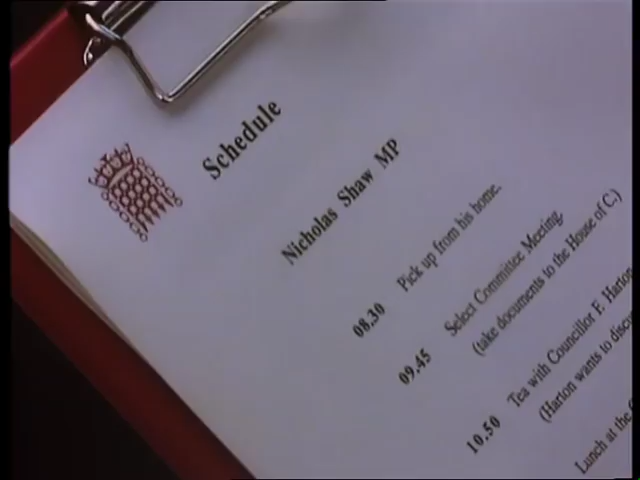 Schedule
Nicholas Shaw MP
08.30 Pick up from his home.
09.45 Select Committee Meeting.
(take documents to the House of C.)
10.50 Tea with Councillor F. Harton
(Harton wants to discu
Lunch at the